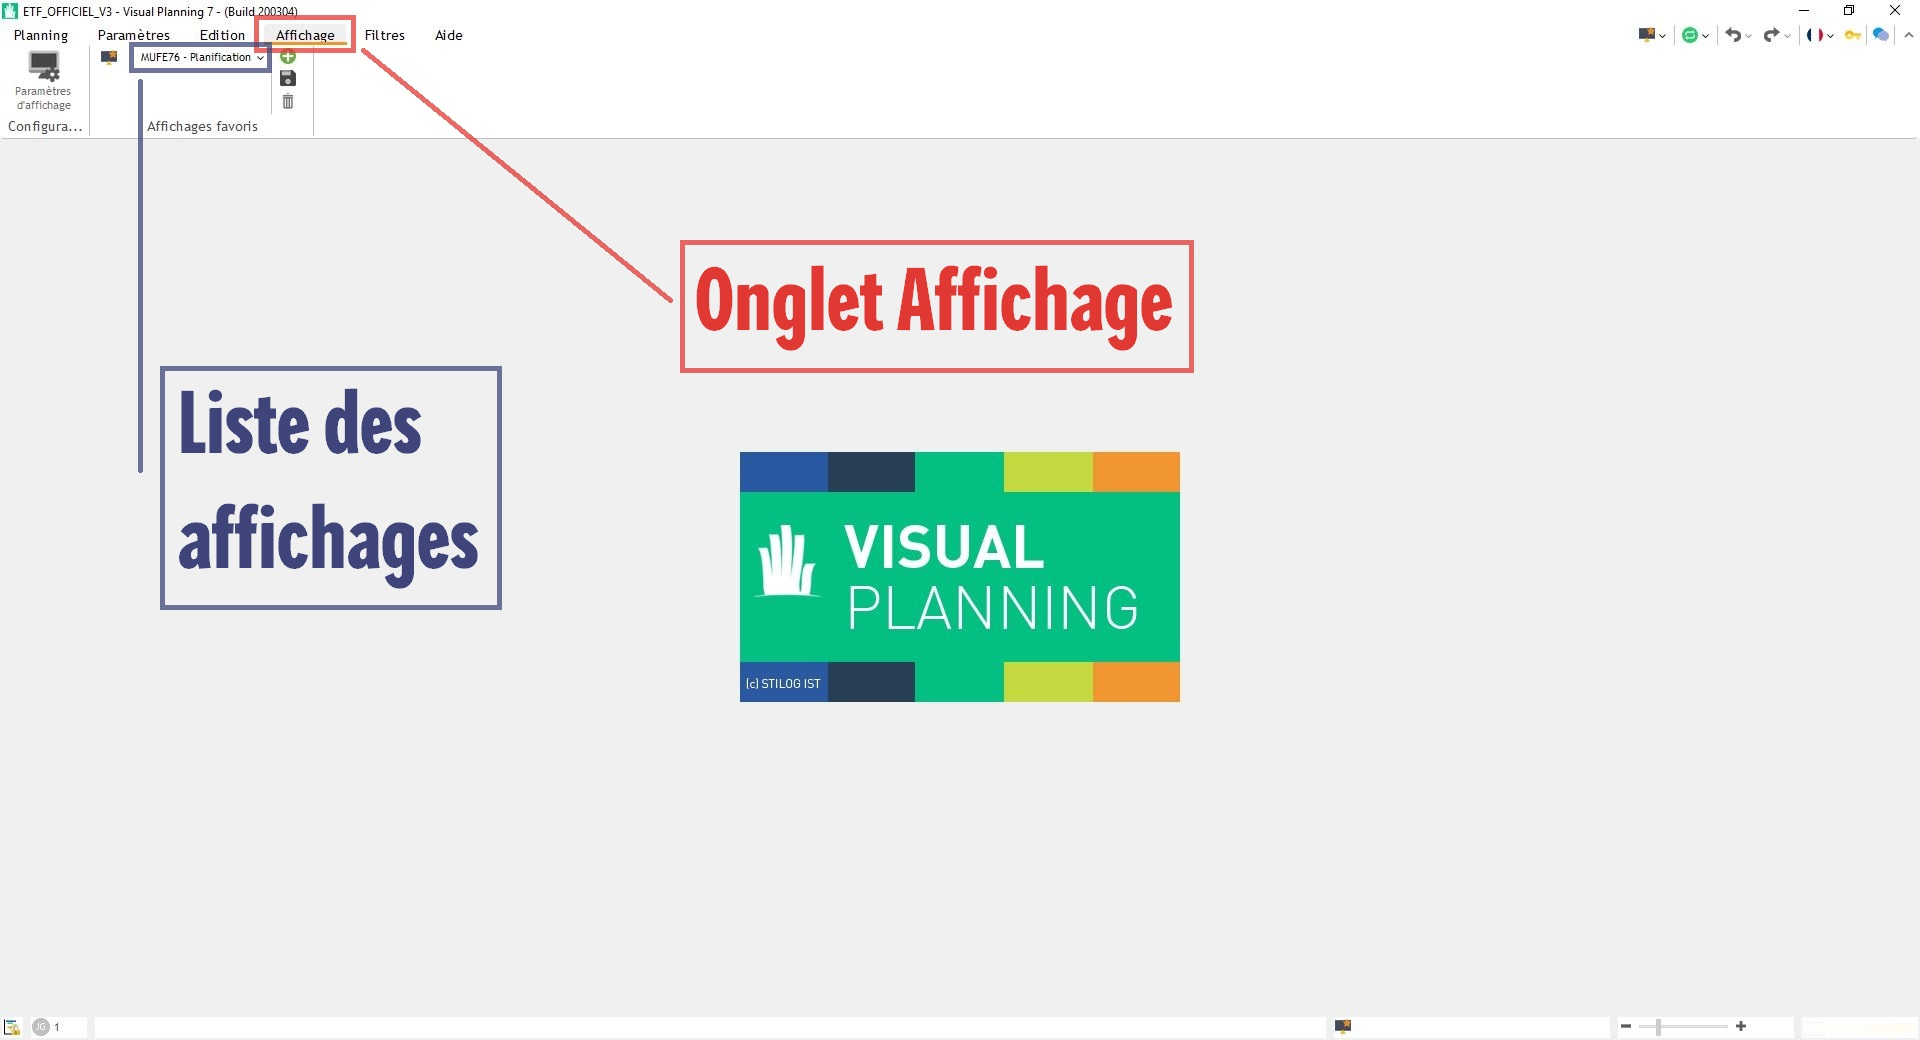 ETF_OFFICIEL_V3 - Visual Planning 7 - (Build 200304)
Planning Paramètres Edition Affichage Filtres Aide
MUFE76 - Planification
Paramètres
d'affichage
Configura... Affichages favoris
Onglet Affichage
Liste des
affichages
VISUAL
PLANNING
(c) STILOG IST
JG 1